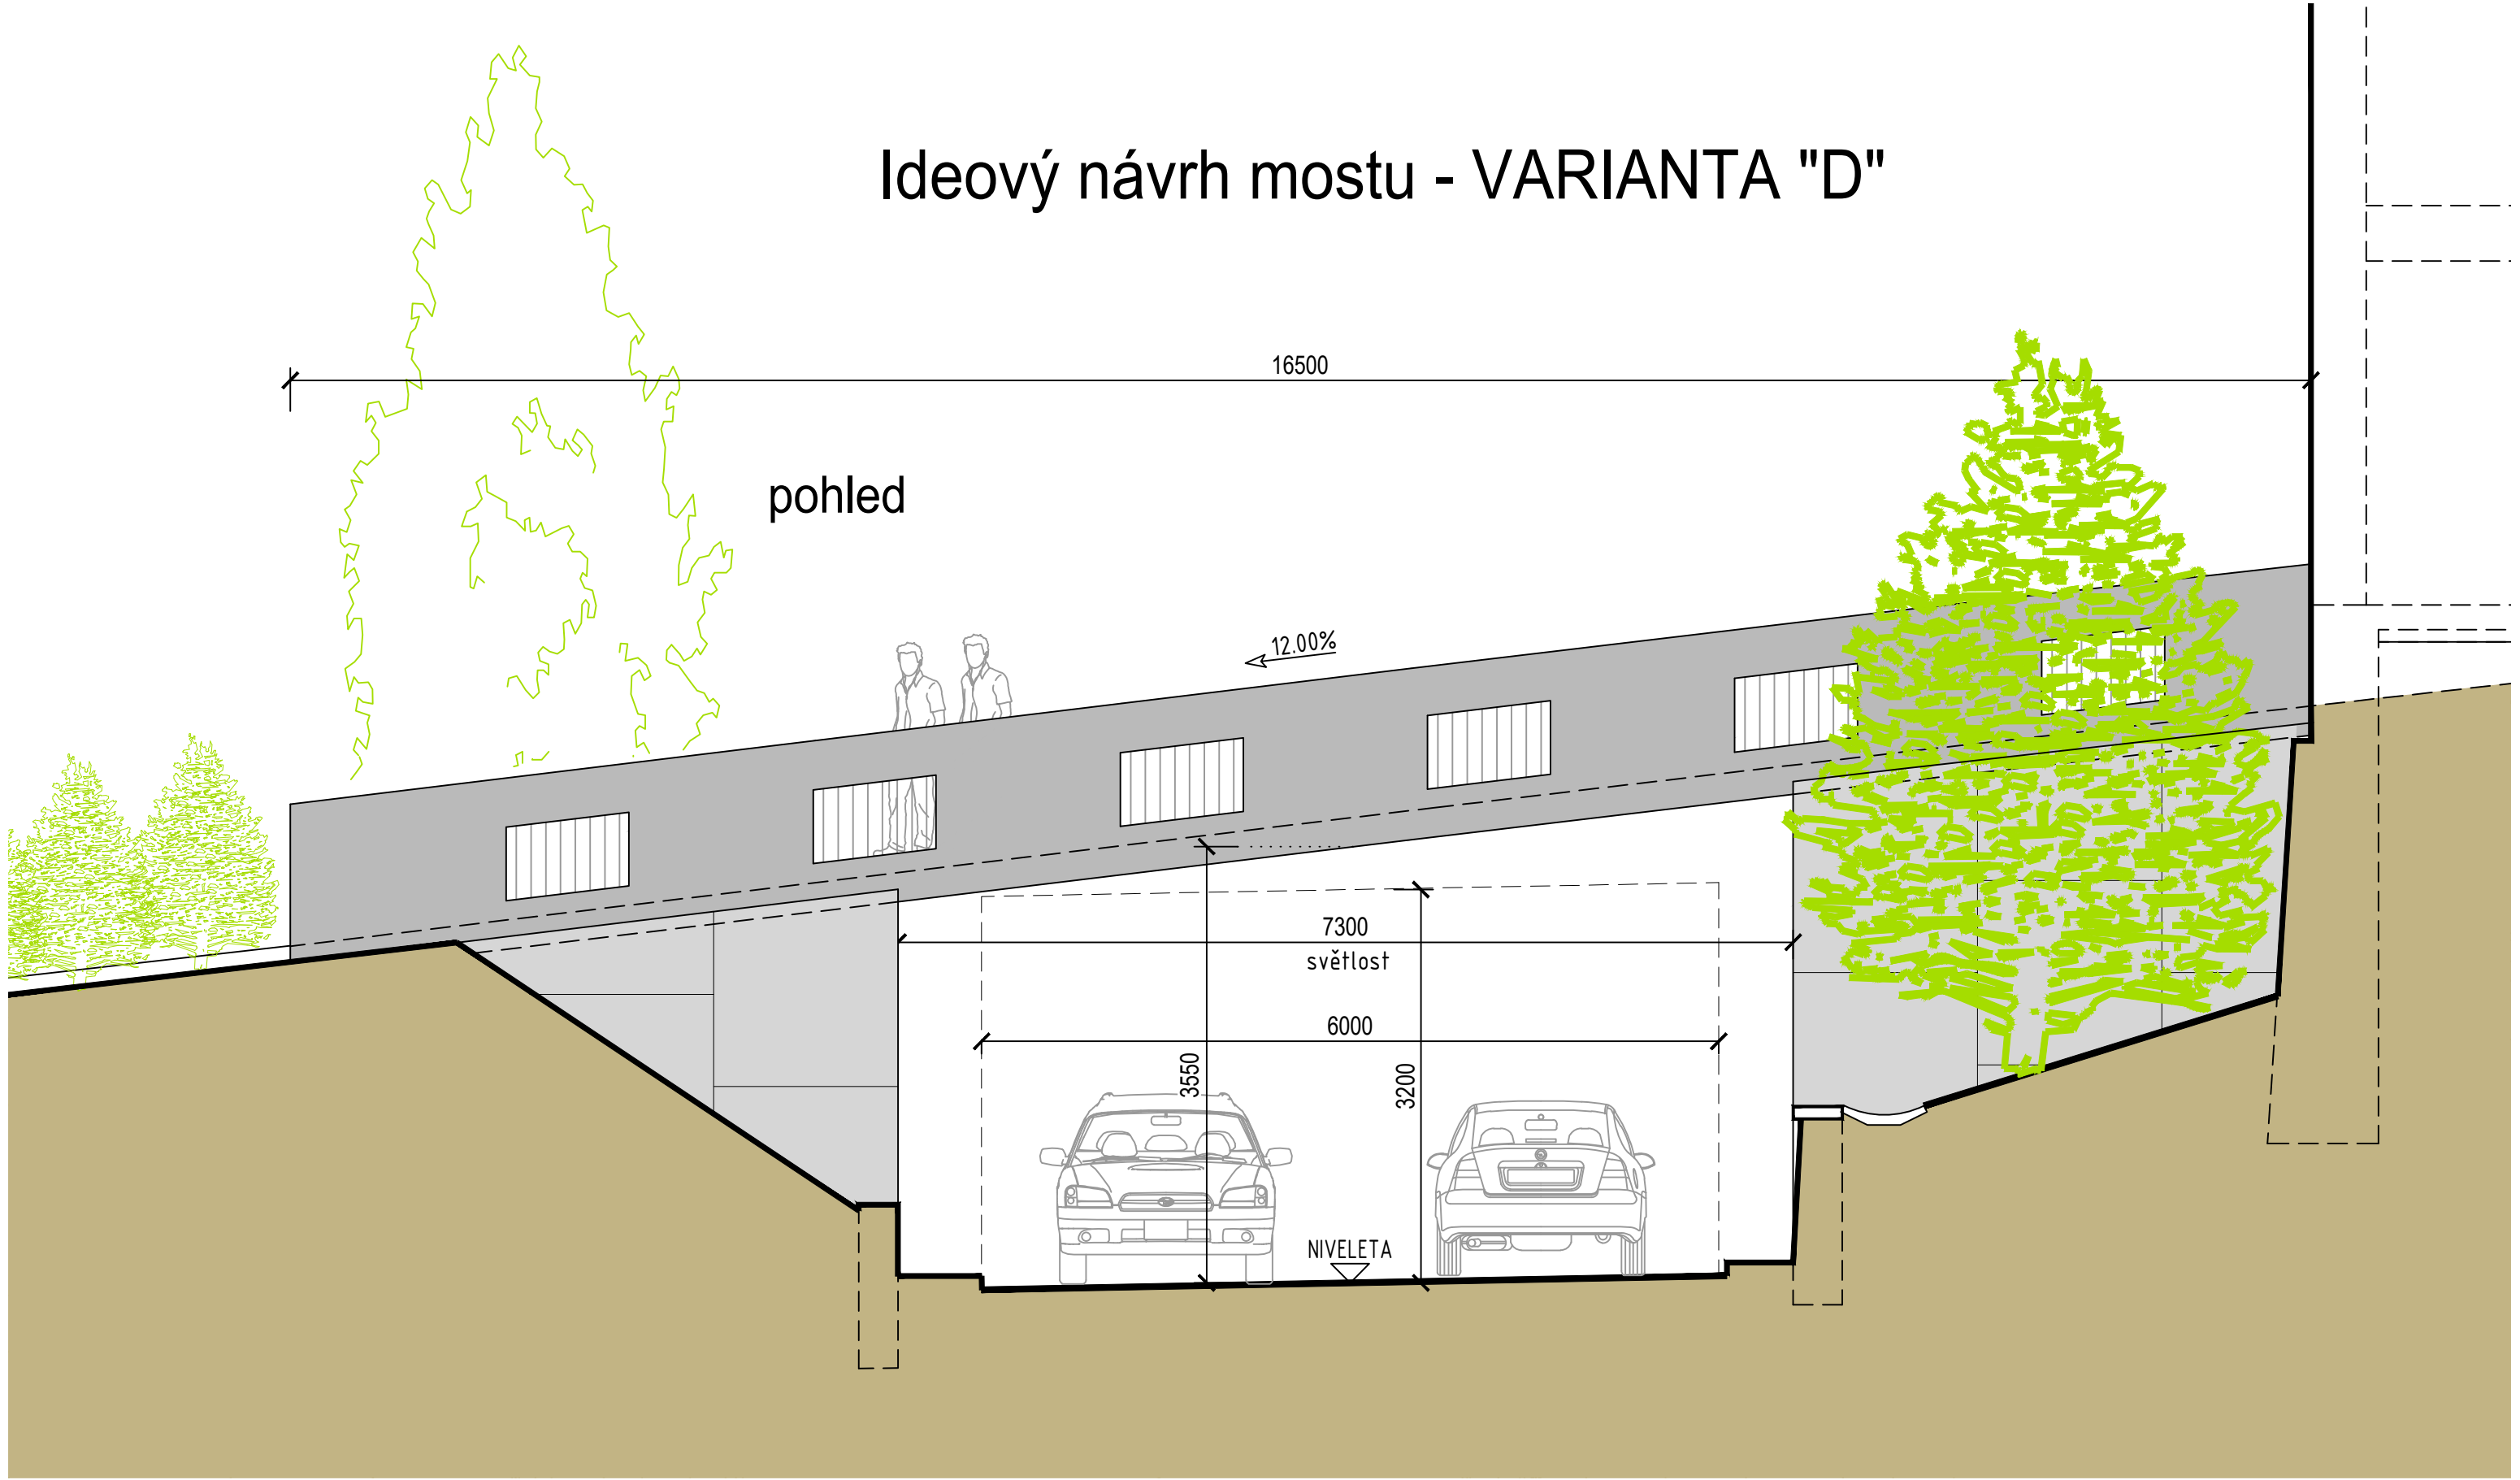 Ideový návrh mostu - VARIANTA "D"
16500
pohled
12.00%
7300
světlost
6000
3550
3200
NIVELETA